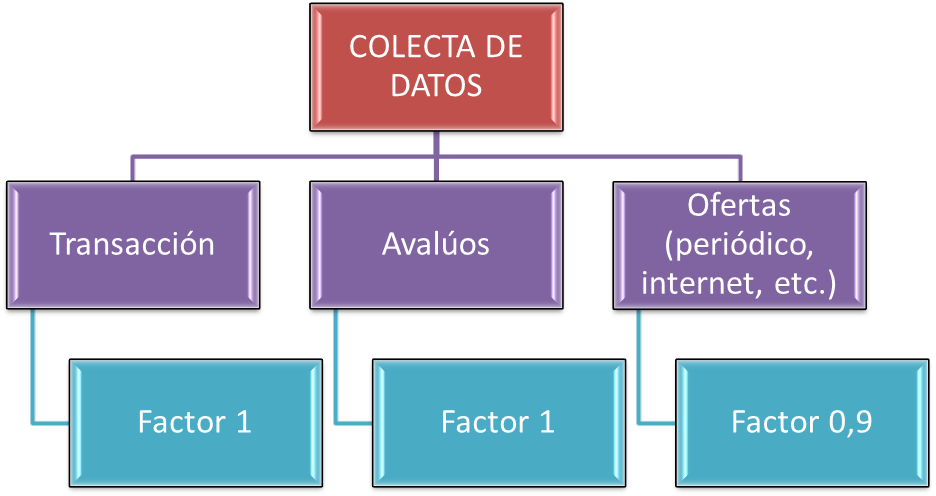 COLECTA DE
DATOS
Transacción
Avalúos
Ofertas
(periódico,
internet, etc.)
Factor 1
Factor 1
Factor 0,9